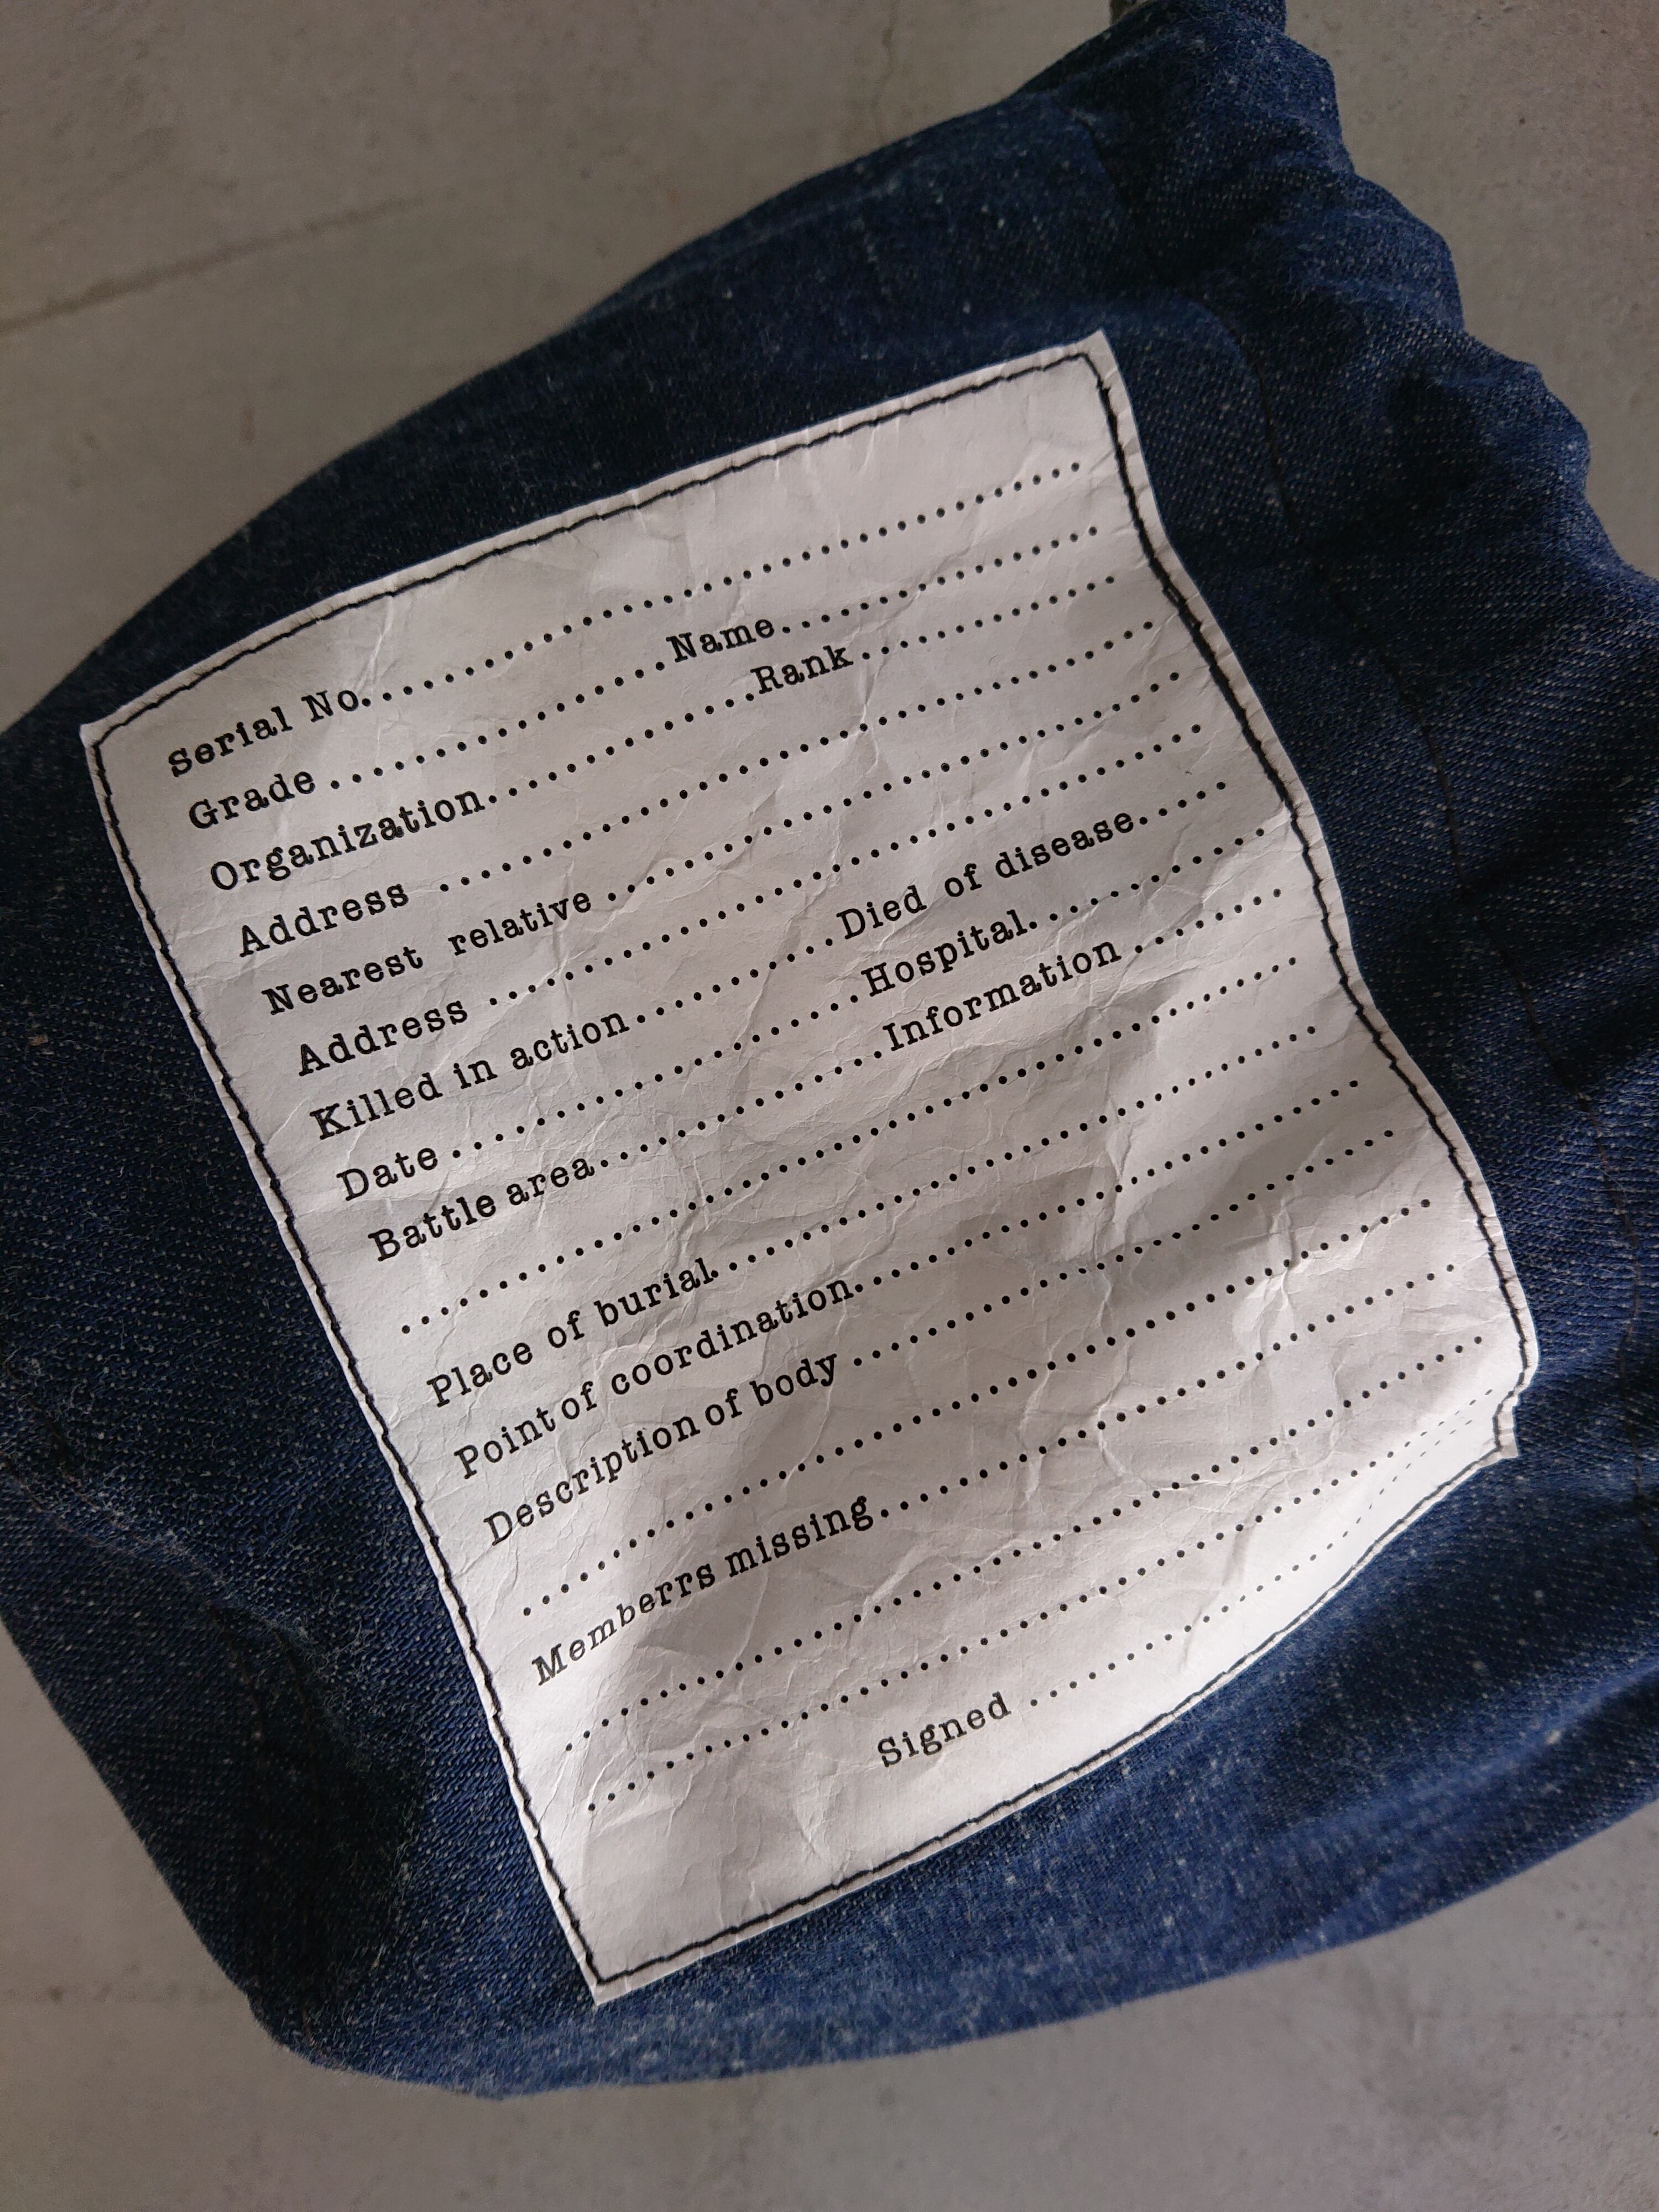 Serial No........................................
Grade....................Name..................
Organization................Rank...............
Address ........................................
Nearest relative ...............................
Address ........................................
Killed in action............Died of disease.....
Date.......................Hospital.............
Battle area.................Information ........
................................................
Place of burial.................................
Point of coordination...........................
Description of body ............................
................................................
Memberrs missing................................
................................................
................................................
Signed .........................